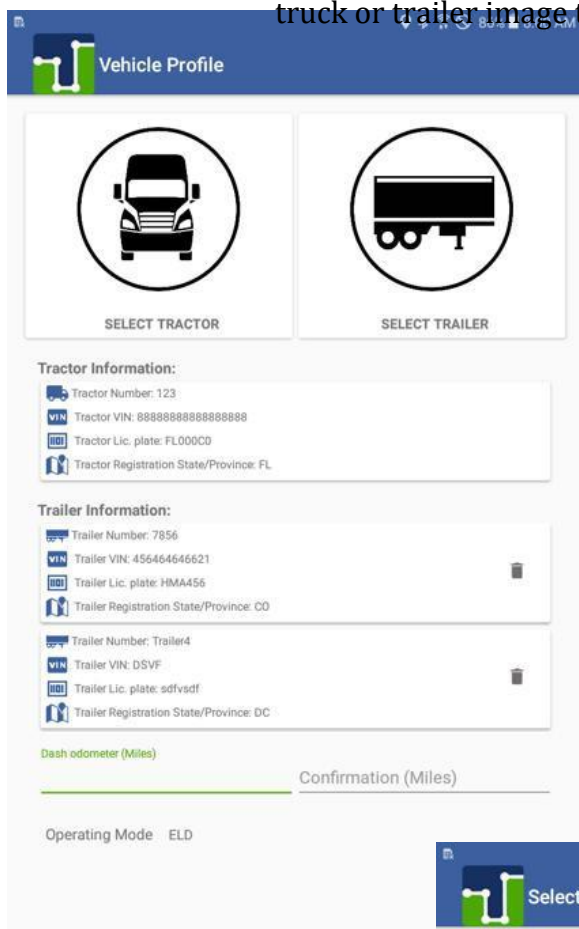 truck or trailer image
Vehicle Profile
SELECT TRACTOR
SELECT TRAILER
Tractor Information:
Tractor Number: 123
VIN Tractor VIN: 88888888888888888
Tractor Lic. plate: FL000C0
Tractor Registration State/Province: FL
Trailer Information:
Trailer Number: 7856
VIN Trailer VIN: 456464646621
Trailer Lic. plate: HMA456
Trailer Registration State/Province: CO
Trailer Number: Trailer4
VIN Trailer VIN: DSVF
Trailer Lic. plate: sdfvsdf
Trailer Registration State/Province: DC
Dash odometer (Miles)
Confirmation (Miles)
Operating Mode ELD
Select